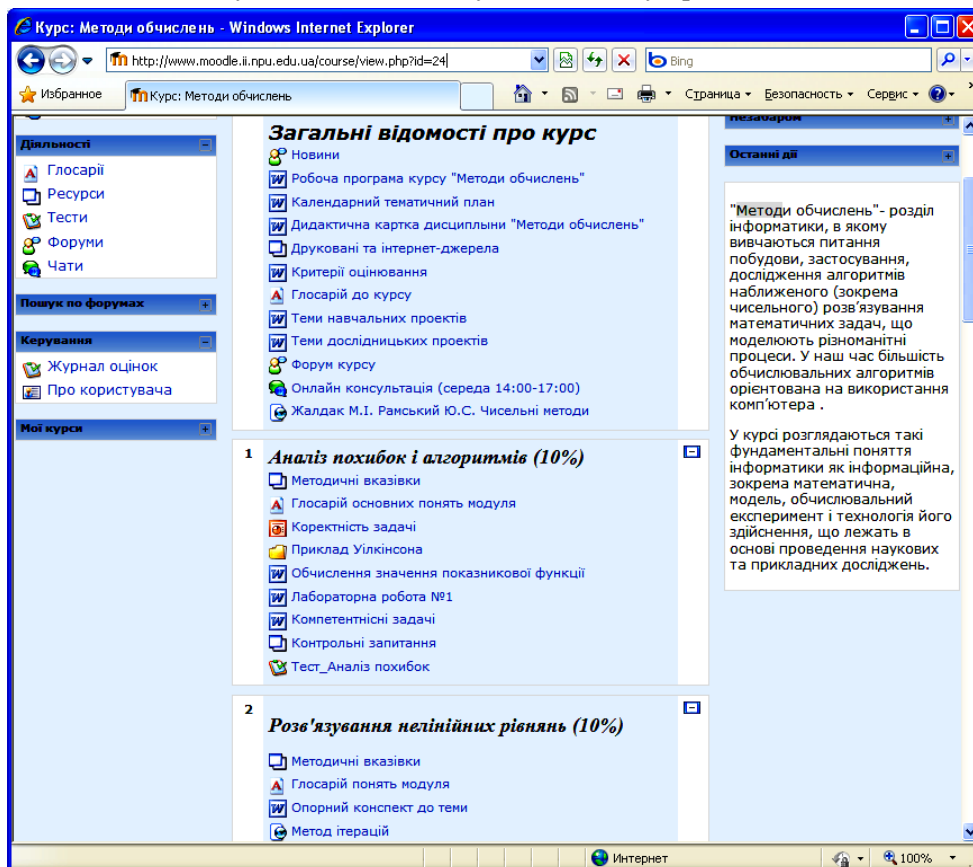 Курс: Методи обчислень - Windows Internet Explorer
http://www.moodle.ii.npu.edu.ua/course/view.php?id=24
Bing
Избранное
Курс: Методи обчислень
Страница
Безопасность
Сервис
Діяльності
Глосарії
Ресурси
Тести
Форуми
Чати
Пошук по форумах
Керування
Журнал оцінок
Про користувача
Мої курси
Загальні відомості про курс
Новини
Робоча програма курсу "Методи обчислень"
Календарний тематичний план
Дидактична картка дисциплыни "Методи обчислень"
Друковані та інтернет-джерела
Критерії оцінювання
Глосарій до курсу
Теми навчальних проектів
Теми дослідницьких проектів
Форум курсу
Онлайн консультація (середа 14:00-17:00)
Жалдак М.І. Рамський Ю.С. Чисельні методи
1
Аналіз похибок і алгоритмів (10%)
Методичні вказівки
Глосарій основних понять модуля
Коректність задачі
Приклад Уілкінсона
Обчислення значення показникової функції
Лабораторна робота №1
Компетентнісні задачі
Контрольні запитання
Тест_Аналіз похибок
2
Розв'язування нелінійних рівнянь (10%)
Методичні вказівки
Глосарій понять модуля
Опорний конспект до теми
Метод ітерацій
Незабаром
Останні дії
"Методи обчислень"- розділ
інформатики, в якому
вивчаються питання
побудови, застосування,
дослідження алгоритмів
наближеного (зокрема
чисельного) розв’язування
математичних задач, що
моделюють різноманітні
процеси. У наш час більшість
обчислювальних алгоритмів
орієнтована на використання
комп’ютера .
У курсі розглядаються такі
фундаментальні поняття
інформатики як інформаційна,
зокрема математична,
модель, обчислювальний
експеримент і технологія його
здійснення, що лежать в
основі проведення наукових
та прикладних досліджень.
Интернет
100%